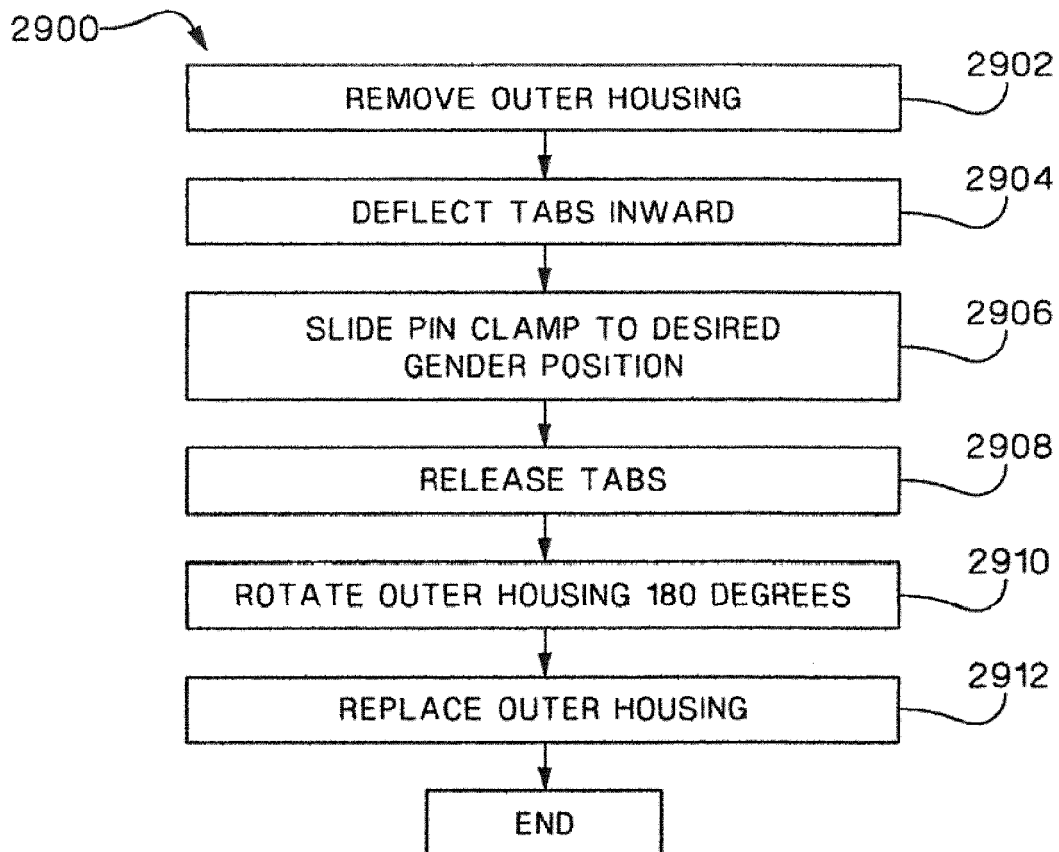 2900
2902
REMOVE OUTER HOUSING
2904
DEFLECT TABS INWARD
2906
SLIDE PIN CLAMP TO DESIRED
GENDER POSITION
2908
RELEASE TABS
2910
ROTATE OUTER HOUSING 180 DEGREES
2912
REPLACE OUTER HOUSING
END